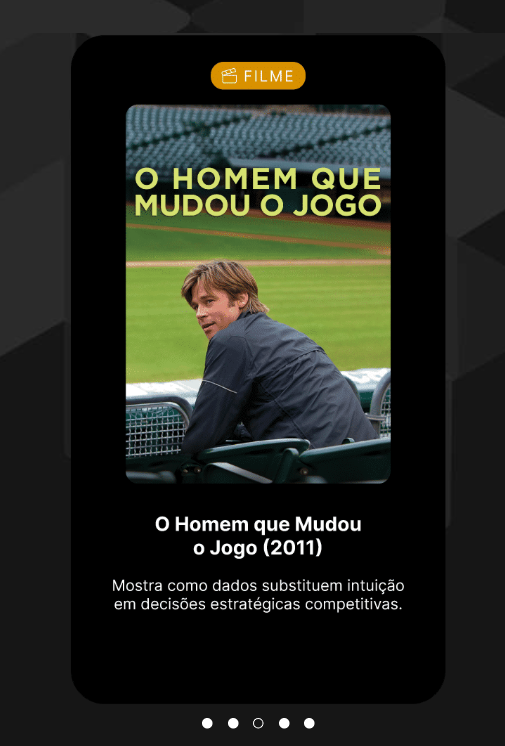 FILME
O HOMEM QUE
MUDOU O JOGO
O Homem que Mudou
o Jogo (2011)
Mostra como dados substituem intuição
em decisões estratégicas competitivas.